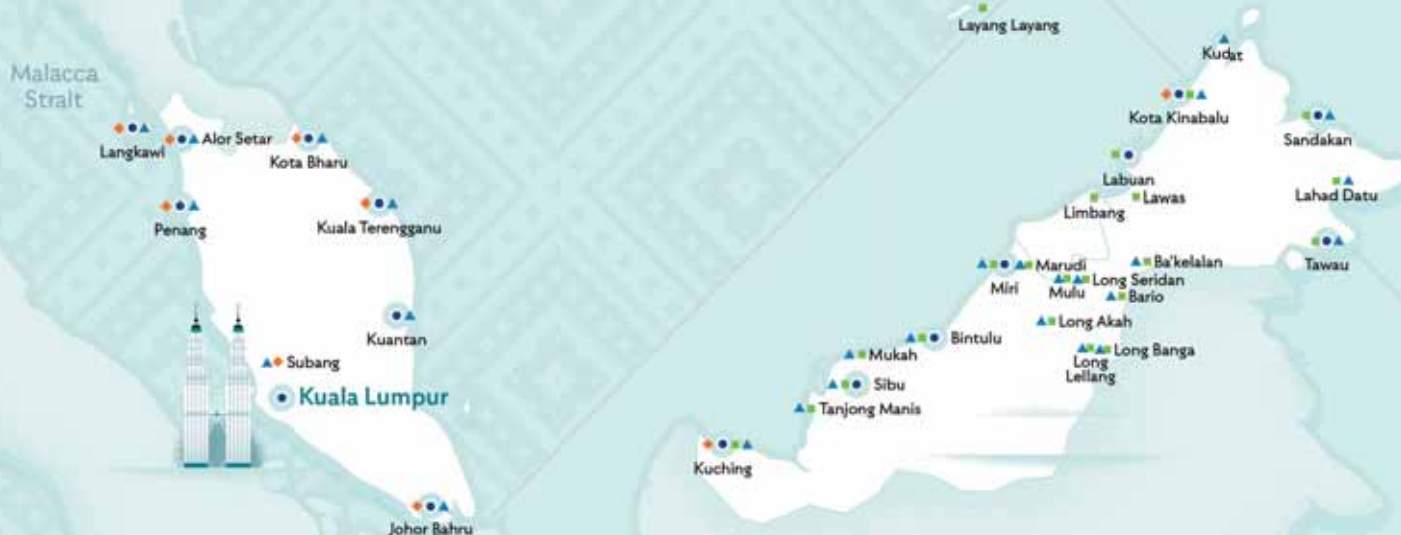 Malacca
Strait
Langkawi
Alor Setar
Kota Bharu
Penang
Kuala Terengganu
Kuantan
Subang
Kuala Lumpur
Johor Bahru
Layang Layang
Kudat
Kota Kinabalu
Sandakan
Labuan
Lahad Datu
Limbang
Lawas
Tawau
Miri
Marudi
Ba'kelalan
Mulu
Long Seridan
Bario
Long Akah
Bintulu
Long
Lellang
Long Banga
Mukah
Sibu
Tanjong Manis
Kuching